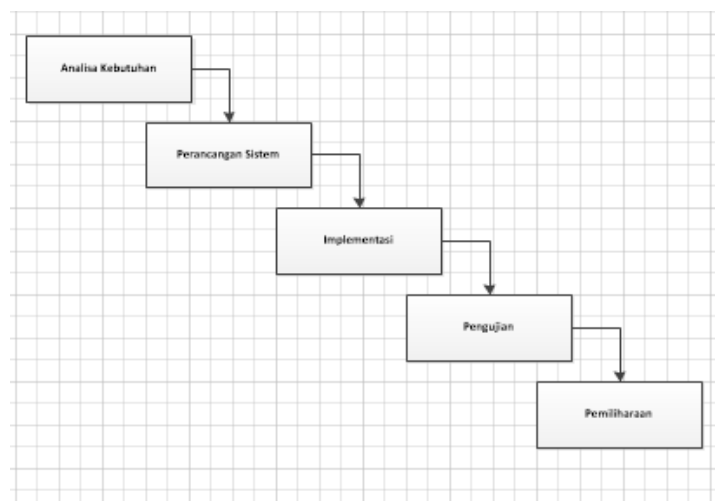 Analisa Kebutuhan
Perancangan Sistem
Implementasi
Pengujian
Pemiliharaan